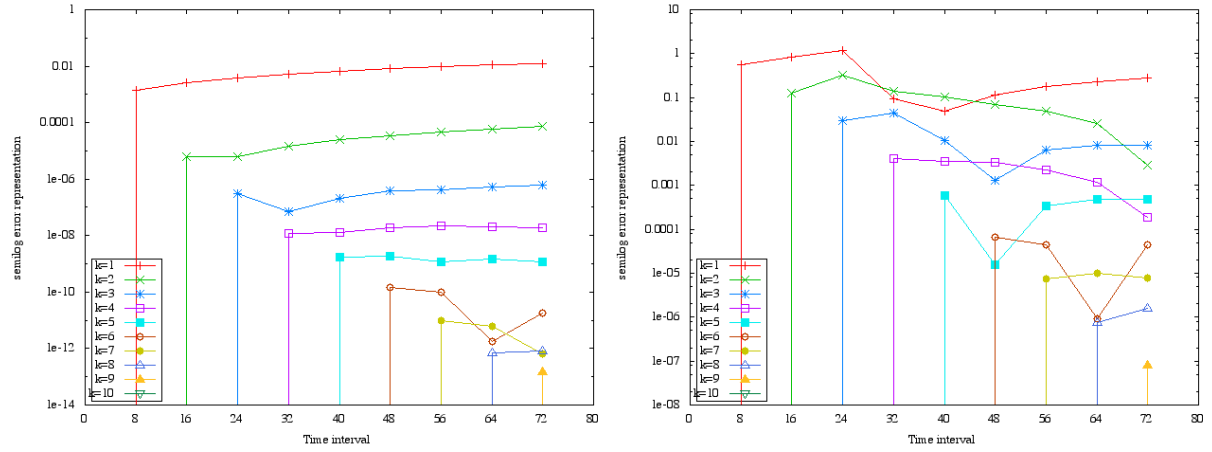 1
0.01
0.0001
1e-06
1e-08
1e-10
1e-12
1e-14
semilog error representation
k=1
k=2
k=3
k=4
k=5
k=6
k=7
k=8
k=9
k=10
0 8 16 24 32 40 48 56 64 72 80
Time interval
10
1
0.1
0.01
0.001
0.0001
1e-05
1e-06
1e-07
1e-08
semilog error representation
k=1
k=2
k=3
k=4
k=5
k=6
k=7
k=8
k=9
k=10
0 8 16 24 32 40 48 56 64 72 80
Time interval